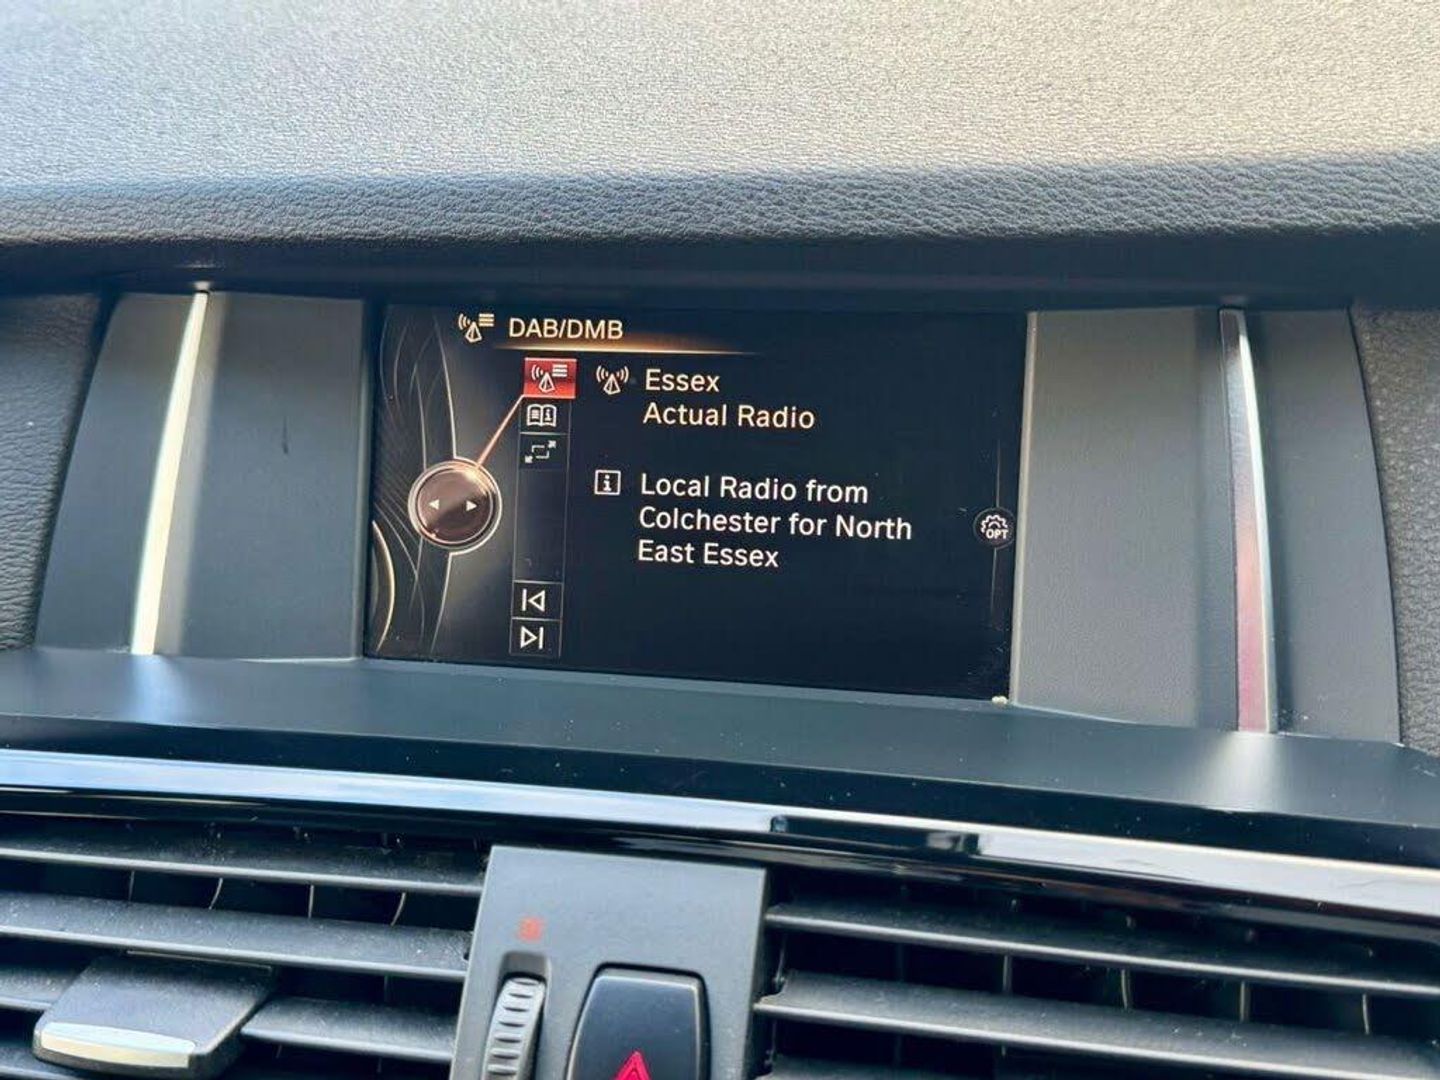 DAB/DMB
Essex
Actual Radio
Local Radio from
Colchester for North
East Essex
OPT